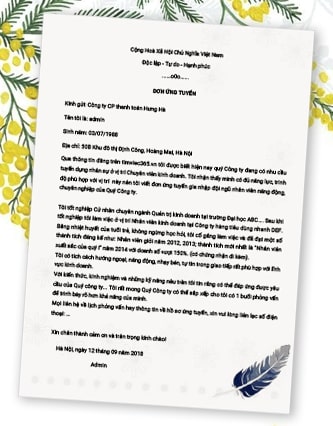 Cộng Hoà Xã Hội Chủ Nghĩa Việt Nam
Độc lập - Tự do - Hạnh phúc
......o0o......
ĐƠN ỨNG TUYỂN
Kính gửi: Công ty CP thanh toán Hưng Hà
Tên tôi là: admin
Sinh năm: 03/07/1988
Địa chỉ: 308 Khu đô thị Định Công, Hoàng Mai, Hà Nội
Qua thông tin đăng trên timviec365.vn tôi được biết hiện nay quý Công ty đang có nhu cầu
tuyển dụng nhân sự ở vị trí Chuyên viên kinh doanh. Tôi nhận thấy mình có đủ năng lực, trình
độ phù hợp với vị trí này nên tôi viết đơn ứng tuyển gia nhập đội ngũ nhân viên năng động,
chuyên nghiệp của Quý Công ty.
Tôi tốt nghiệp Cử nhân chuyên ngành Quản trị kinh doanh tại trường Đại học ABC.... Sau khi
tốt nghiệp tôi làm việc ở vị trí Nhân viên kinh doanh tại Công ty hàng tiêu dùng nhanh DEF.
Bằng nhiệt huyết của tuổi trẻ, không ngừng học hỏi, tôi cố gắng làm việc và đã đạt một số
thành tích đáng kể như: Nhân viên giỏi năm 2012, 2013; thành tích mới nhất là "Nhân viên
xuất sắc của quý I" năm 2014 với doanh số vượt 150%. (có chứng nhận đi kèm).
Tôi có tích cách hướng ngoại, năng động, nhạy bén, tự tin trong giao tiếp rất phù hợp với lĩnh
vực kinh doanh.
Với kiến thức, kinh nghiệm và những kỹ năng nêu trên tôi tin rằng có thể đáp ứng được yêu
cầu của Quý công ty... Tôi rất mong Quý Công ty có thể sắp xếp cho tôi có 1 buổi phỏng vấn
để trình bày rõ hơn khả năng của mình.
Mọi liên hệ về lịch phỏng vấn hay thông tin về hồ sơ ứng tuyển, xin vui lòng liên lạc số điện
thoại: ...
Xin chân thành cảm ơn và trân trọng kính chào!
Hà Nội, ngày 12 tháng 09 năm 2018
Admin